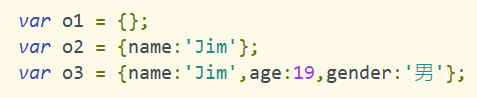 var o1 = {};
var o2 = {name:'Jim'};
var o3 = {name:'Jim',age:19,gender:'男'};